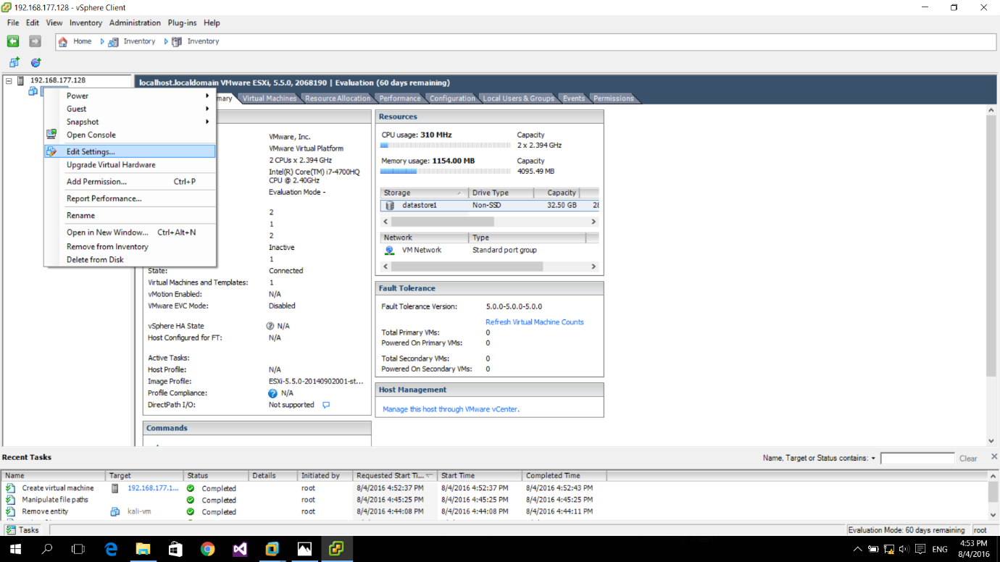 192.168.177.128 - vSphere Client
File Edit View Inventory Administration Plug-ins Help
Home Inventory Inventory
192.168.177.128
localhost.localdomain VMware ESXi, 5.5.0, 2068190 | Evaluation (60 days remaining)
mary Virtual Machines Resource Allocation Performance Configuration Local Users & Groups Events Permissions
Power
Guest
Snapshot
Open Console
Edit Settings...
Upgrade Virtual Hardware
Add Permission... Ctrl+P
Report Performance...
Rename
Open in New Window... Ctrl+Alt+N
Remove from Inventory
Delete from Disk
VMware, Inc.
VMware Virtual Platform
2 CPUs x 2.394 GHz
Intel(R) Core(TM) i7-4700HQ
CPU @ 2.40GHz
Evaluation Mode -
2
1
2
Inactive
1
State: Connected
Virtual Machines and Templates: 1
vMotion Enabled: N/A
VMware EVC Mode: Disabled
vSphere HA State N/A
Host Configured for FT: N/A
Active Tasks:
Host Profile: N/A
Image Profile: ESXi-5.5.0-20140902001-st...
Profile Compliance: N/A
DirectPath I/O: Not supported
Commands
Resources
CPU usage: 310 MHz Capacity
2 x 2.394 GHz
Memory usage: 1154.00 MB Capacity
4095.49 MB
Storage Drive Type Capacity
datastore1 Non-SSD 32.50 GB 28
Network Type
VM Network Standard port group
Fault Tolerance
Fault Tolerance Version: 5.0.0-5.0.0-5.0.0
Refresh Virtual Machine Counts
Total Primary VMs: 0
Powered On Primary VMs: 0
Total Secondary VMs: 0
Powered On Secondary VMs: 0
Host Management
Manage this host through VMware vCenter.
Recent Tasks Name, Target or Status contains: Clear
Name Target Status Details Initiated by Requested Start Ti... Start Time Completed Time
Create virtual machine 192.168.177.1... Completed root 8/4/2016 4:52:37 PM 8/4/2016 4:52:37 PM 8/4/2016 4:52:43 PM
Manipulate file paths Completed root 8/4/2016 4:45:25 PM 8/4/2016 4:45:25 PM 8/4/2016 4:45:25 PM
Remove entity kali-vm Completed root 8/4/2016 4:44:08 PM 8/4/2016 4:44:08 PM 8/4/2016 4:44:11 PM
Tasks Evaluation Mode: 60 days remaining root
ENG 4:53 PM
8/4/2016